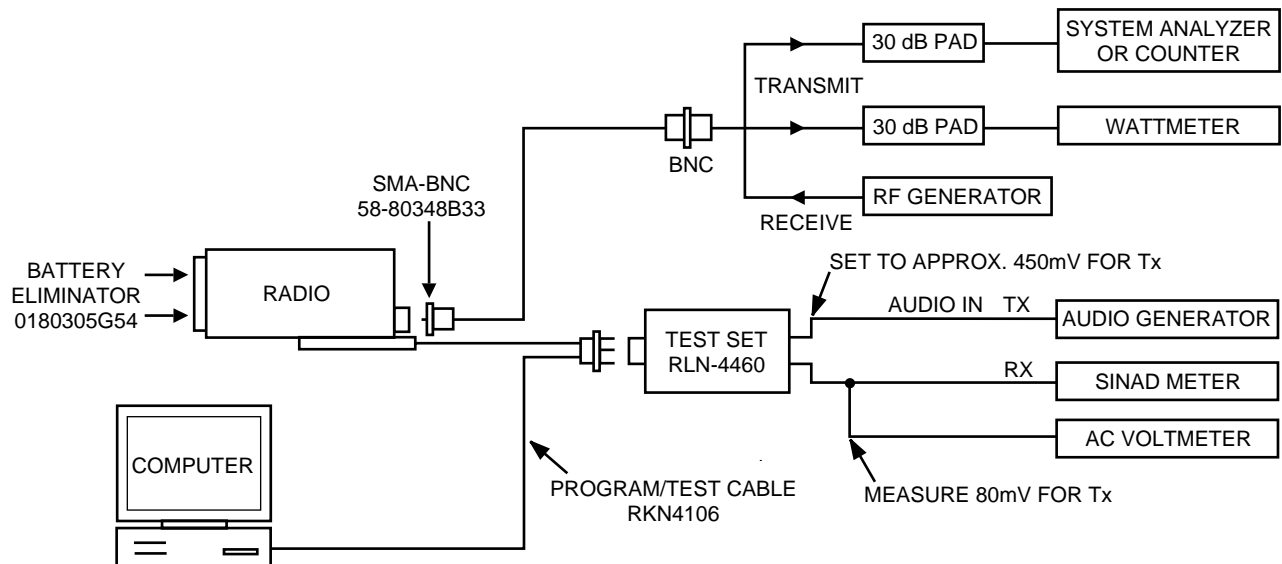 30 dB PAD
SYSTEM ANALYZER
OR COUNTER
TRANSMIT
30 dB PAD
WATTMETER
BNC
SMA-BNC
58-80348B33
RF GENERATOR
RECEIVE
BATTERY
ELIMINATOR
0180305G54
RADIO
SET TO APPROX. 450mV FOR Tx
AUDIO IN TX
AUDIO GENERATOR
TEST SET
RLN-4460
RX
SINAD METER
AC VOLTMETER
COMPUTER
PROGRAM/TEST CABLE
RKN4106
MEASURE 80mV FOR Tx